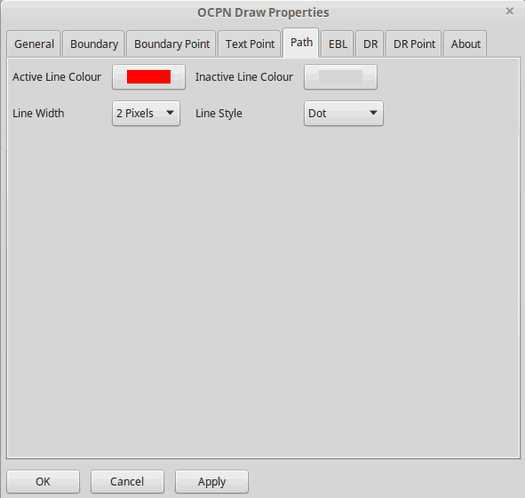 OCPN Draw Properties
General Boundary Boundary Point Text Point Path EBL DR DR Point About
Active Line Colour Inactive Line Colour
Line Width 2 Pixels Line Style Dot
OK Cancel Apply